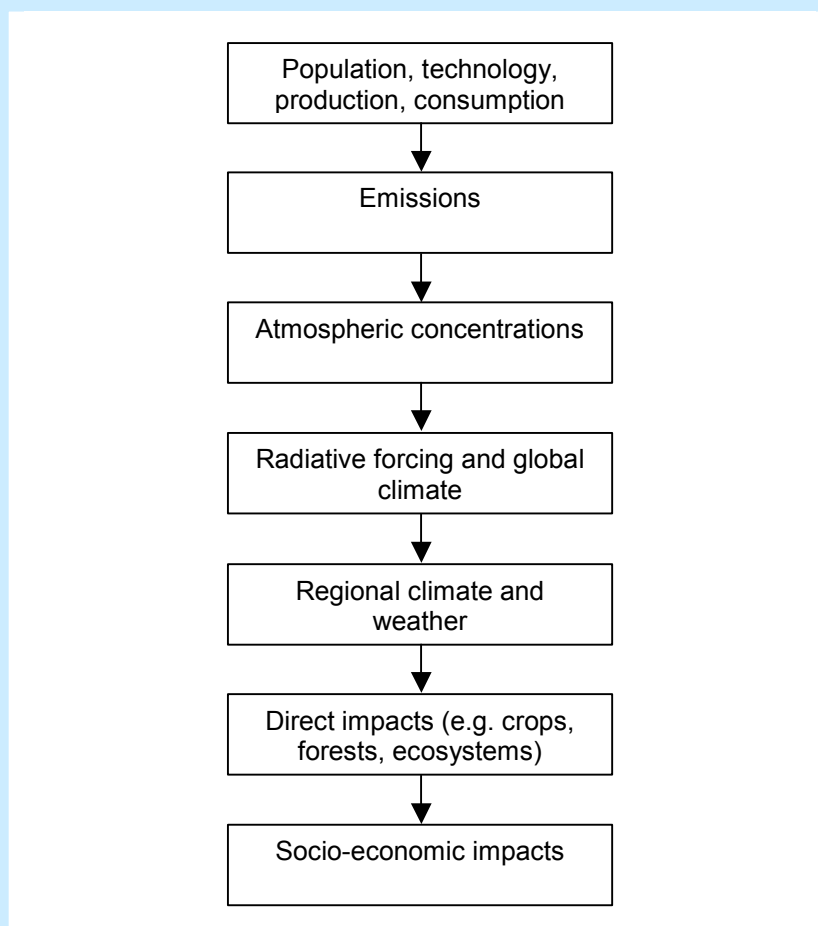 Population, technology,
production, consumption
Emissions
Atmospheric concentrations
Radiative forcing and global
climate
Regional climate and
weather
Direct impacts (e.g. crops,
forests, ecosystems)
Socio-economic impacts